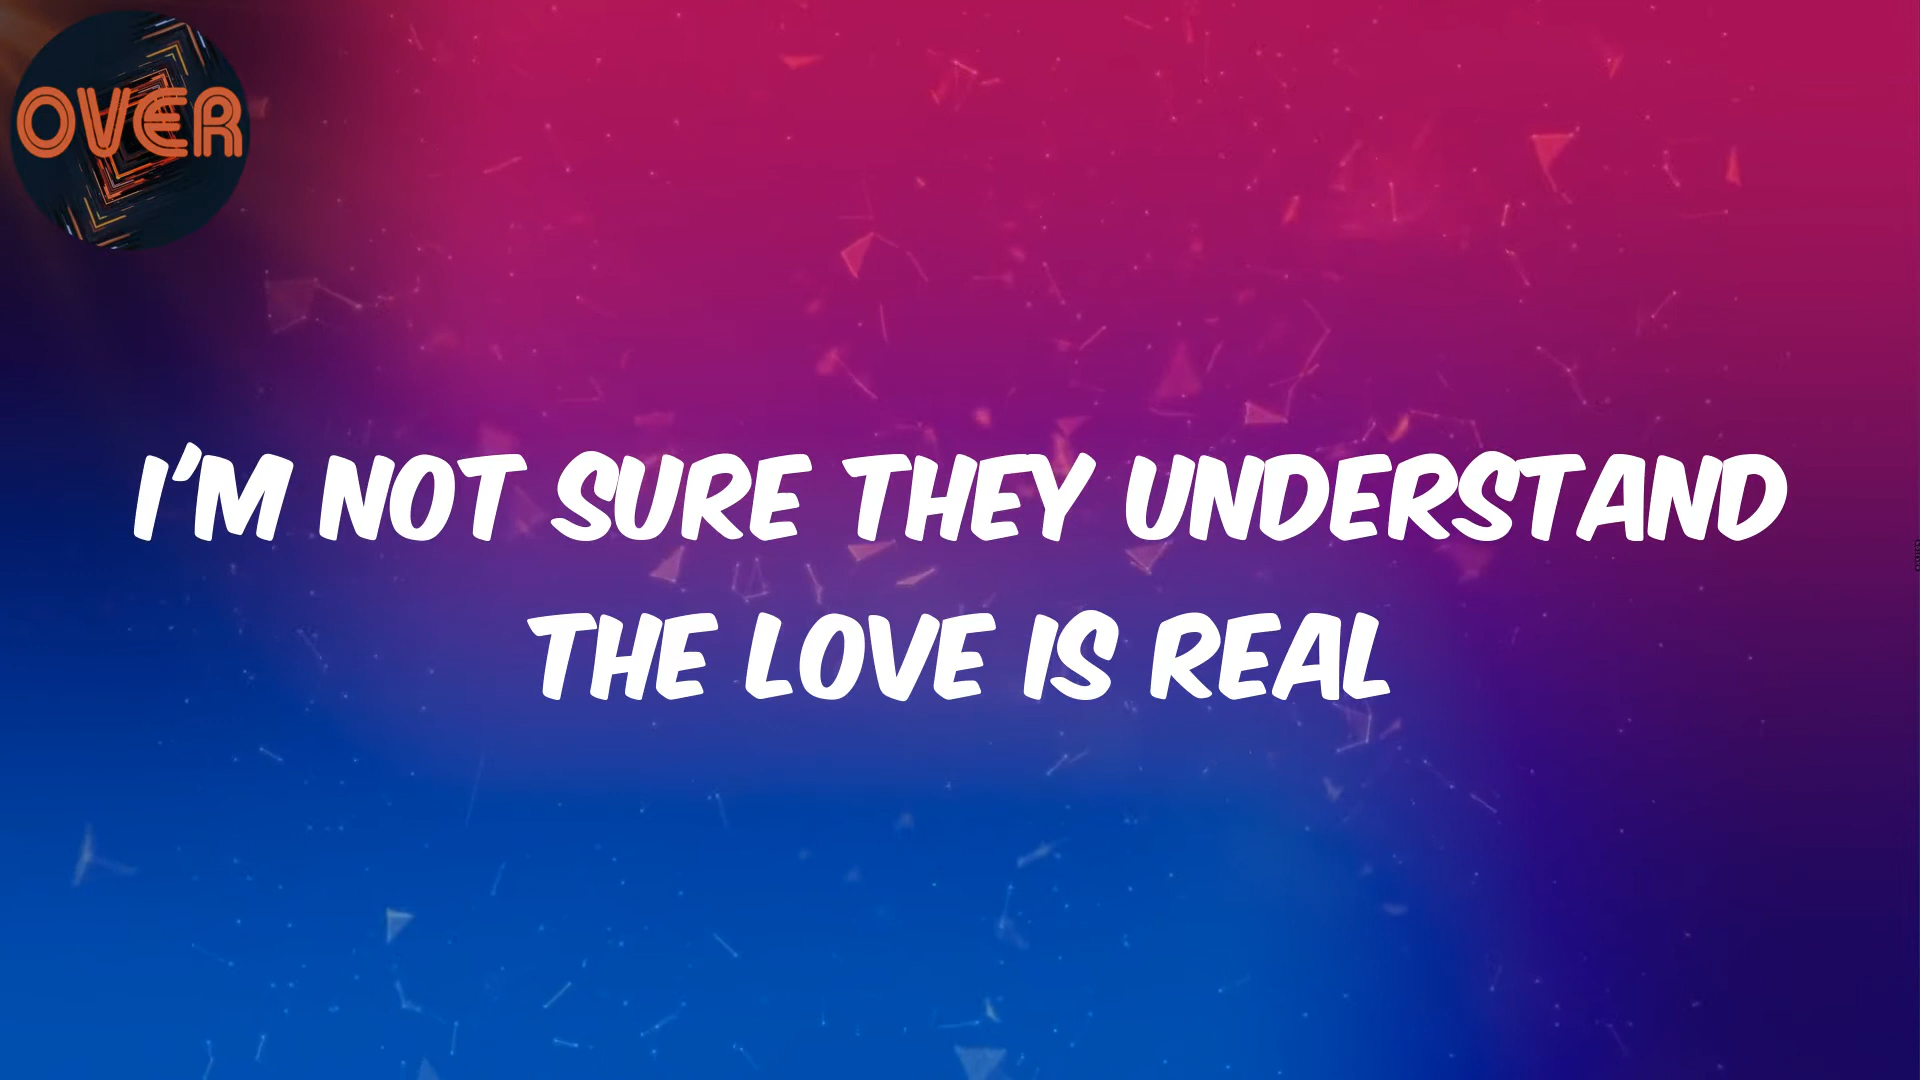 OVER
I'M NOT SURE THEY UNDERSTAND
THE LOVE IS REAL